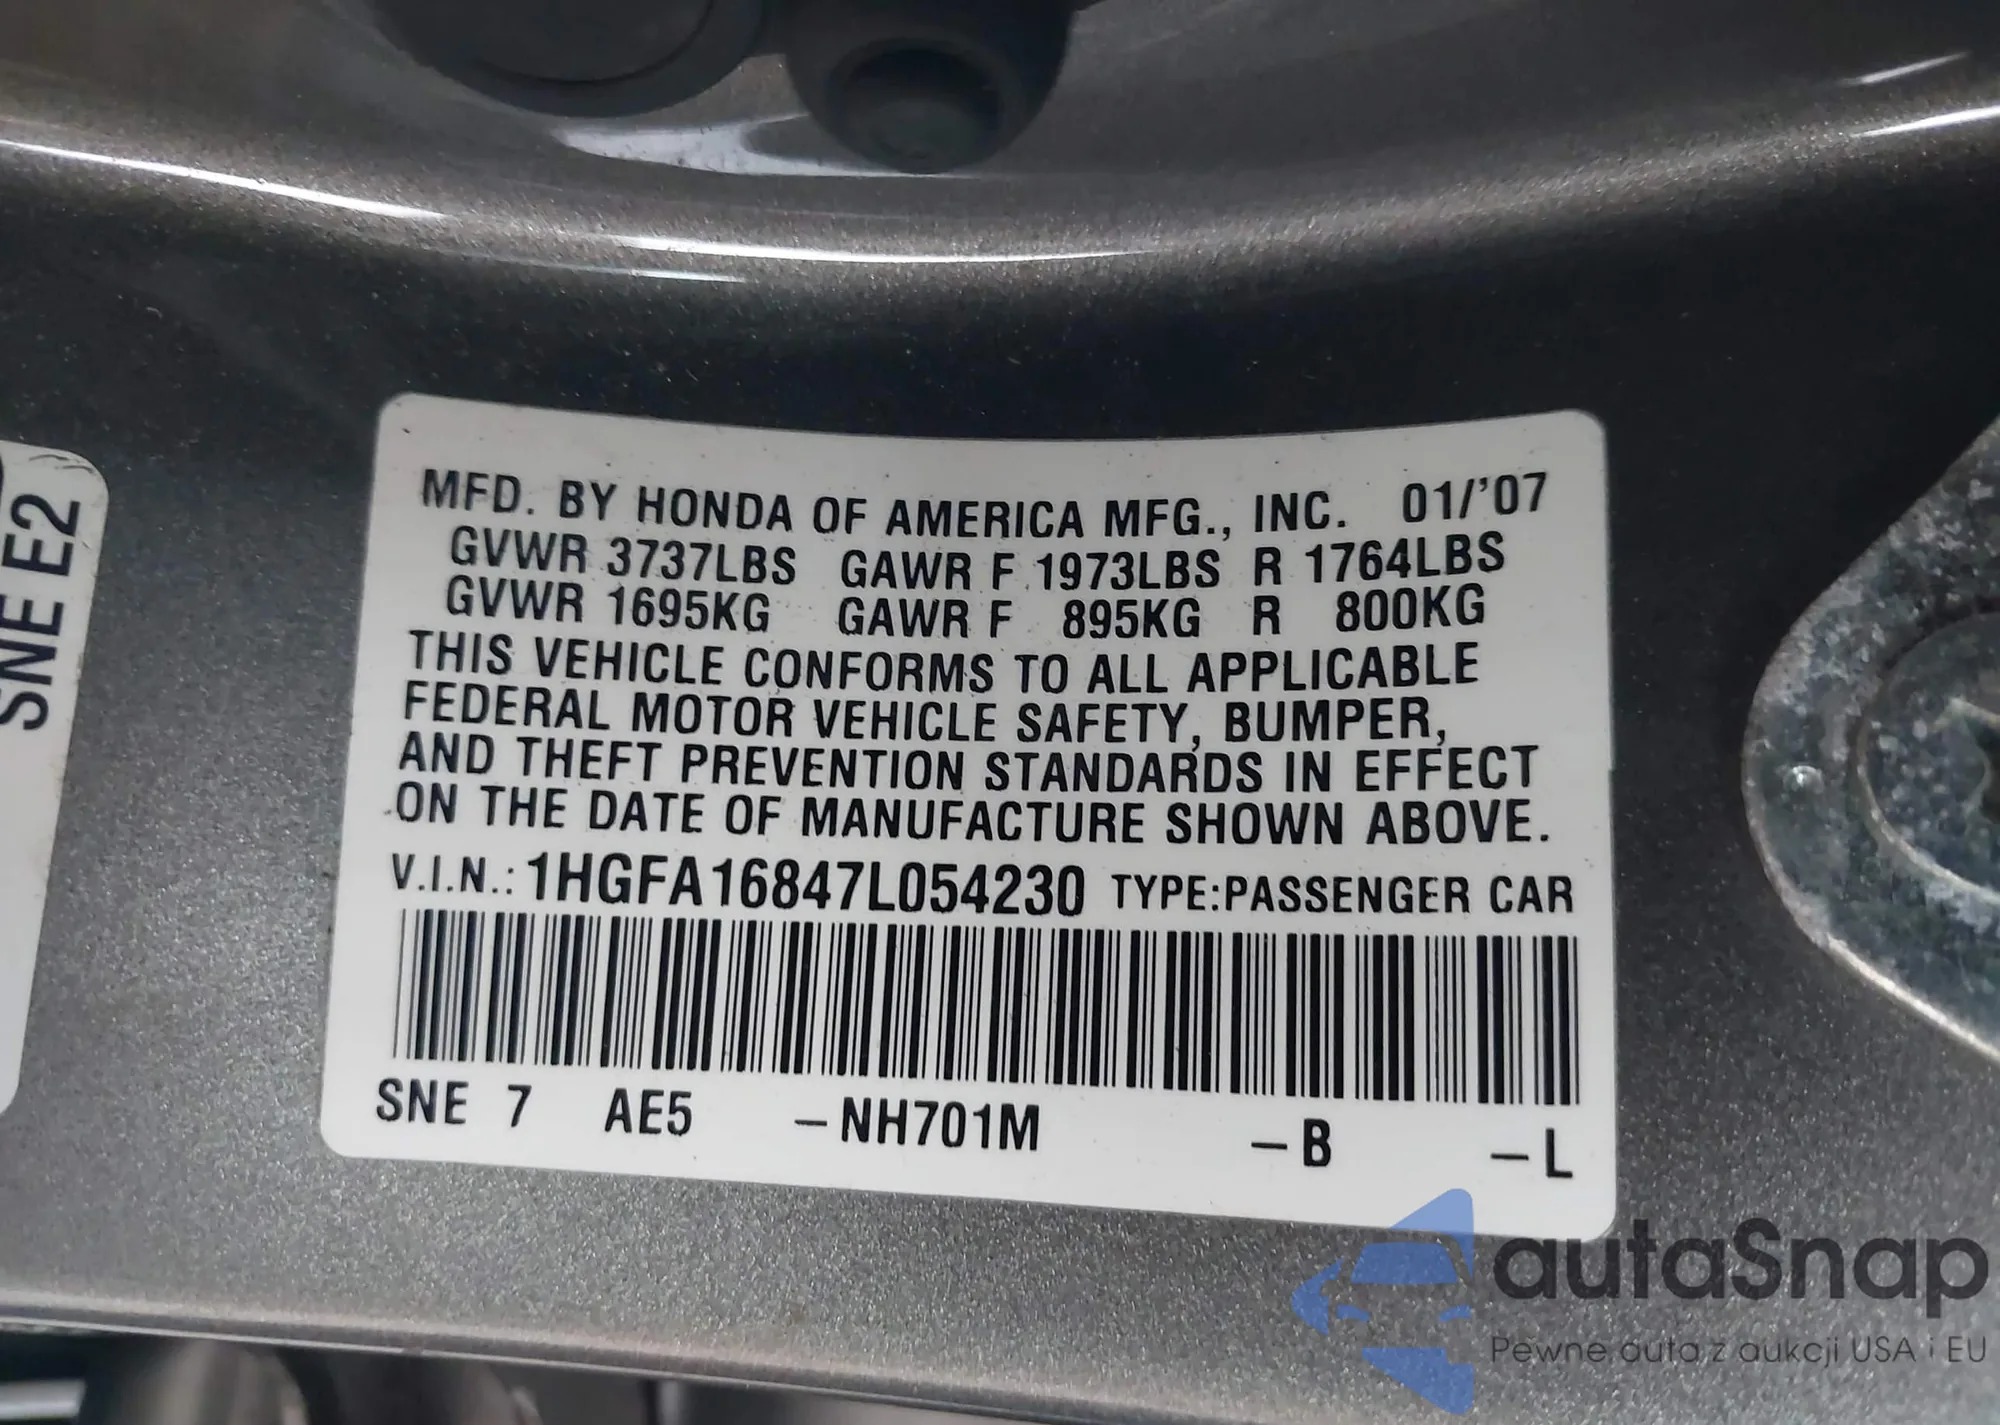 SNE E2
MFD. BY HONDA OF AMERICA MFG., INC. 01/'07
GVWR 3737LBS GAWR F 1973LBS R 1764LBS
GVWR 1695KG GAWR F 895KG R 800KG
THIS VEHICLE CONFORMS TO ALL APPLICABLE
FEDERAL MOTOR VEHICLE SAFETY, BUMPER,
AND THEFT PREVENTION STANDARDS IN EFFECT
ON THE DATE OF MANUFACTURE SHOWN ABOVE.
V.I.N.: 1HGFA16847L054230 TYPE:PASSENGER CAR
SNE 7 AE5 –NH701M –B –L
autaSnap
Pewne auta z aukcji USA i EU